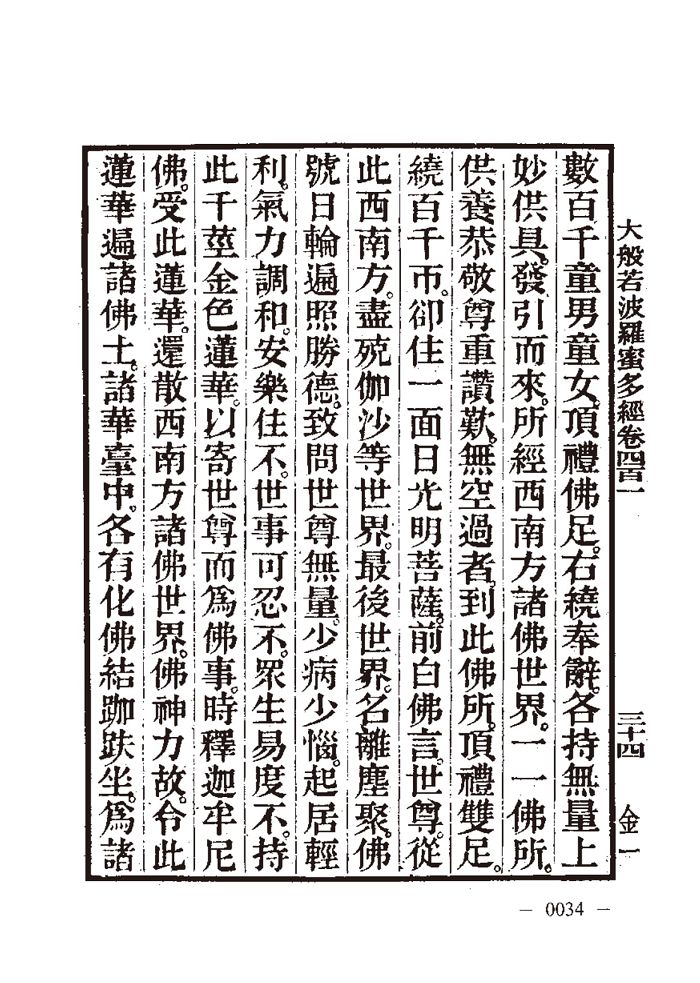 大般若波羅蜜多經卷四百一 三十四 金一
數百千童男童女。頂禮佛足。右繞奉辭。各持無量上
妙供具。發引而來。所經西南方諸佛世界。一一佛所。
供養恭敬尊重讚歎。無空過者。到此佛所。頂禮雙足。
繞百千帀。卻住一面。日光明菩薩。前白佛言。世尊。從
此西南方。盡殑伽沙等世界。最後世界。名離塵聚。佛
號日輪遍照勝德。致問世尊無量。少病少惱。起居輕
利。氣力調和。安樂住不。世事可忍不。眾生易度不。持
此千莖金色蓮華。以寄世尊而爲佛事。時釋迦牟尼
佛。受此蓮華。還散西南方諸佛世界。佛神力故。令此
蓮華遍諸佛土。諸華臺中。各有化佛結跏趺坐。爲諸
— 0034 —